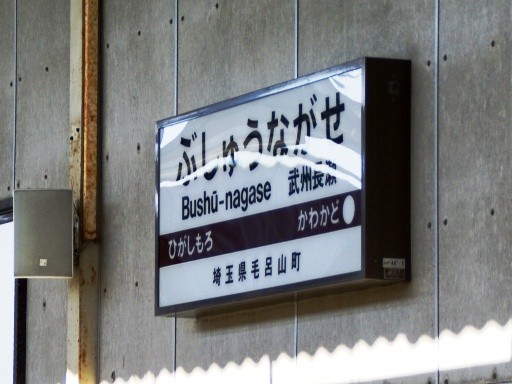 ぶしゅうながせ
Bushū-nagase 武州長瀬
ひがしもろ かわかど
埼玉県毛呂山町